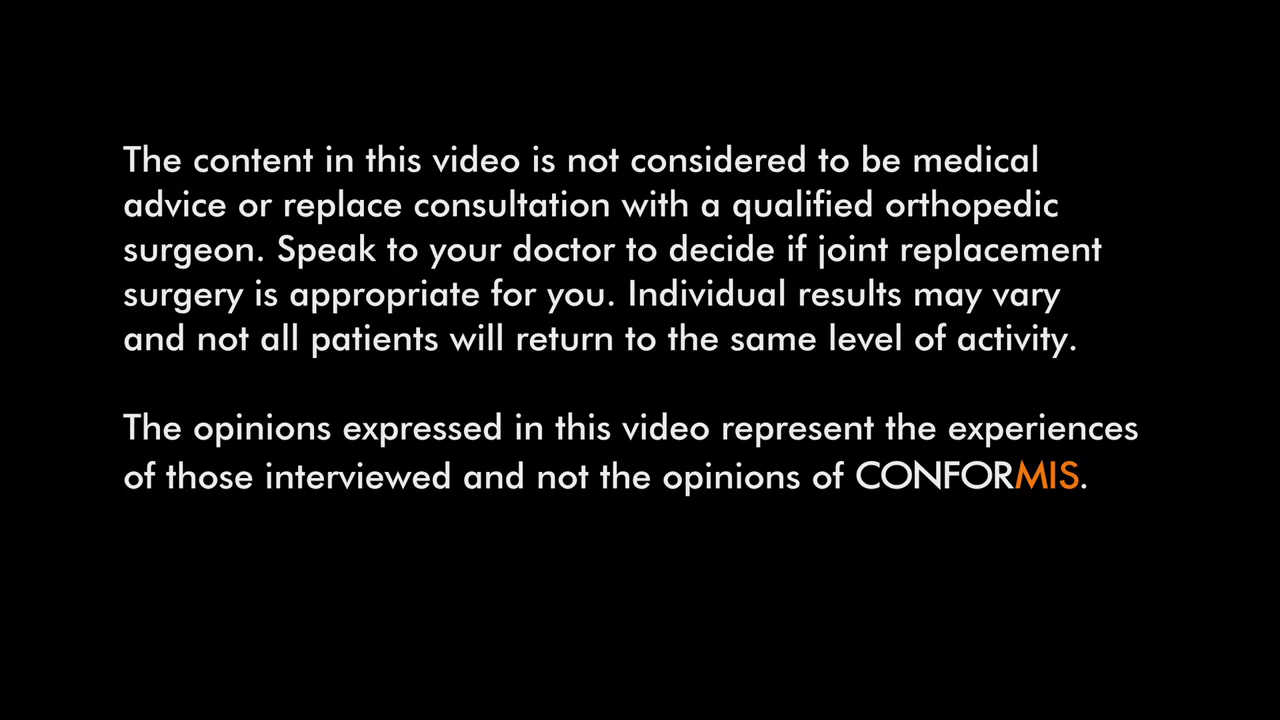 The content in this video is not considered to be medical
advice or replace consultation with a qualified orthopedic
surgeon. Speak to your doctor to decide if joint replacement
surgery is appropriate for you. Individual results may vary
and not all patients will return to the same level of activity.
The opinions expressed in this video represent the experiences
of those interviewed and not the opinions of CONFORMIS.